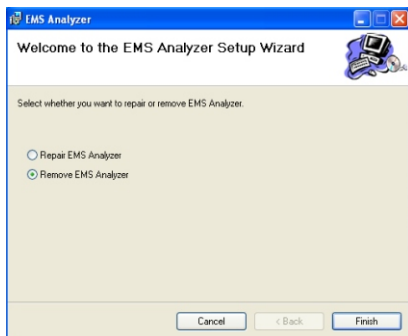 EMS Analyzer
Welcome to the EMS Analyzer Setup Wizard
Select whether you want to repair or remove EMS Analyzer.
Repair EMS Analyzer
Remove EMS Analyzer
Cancel
< Back
Finish